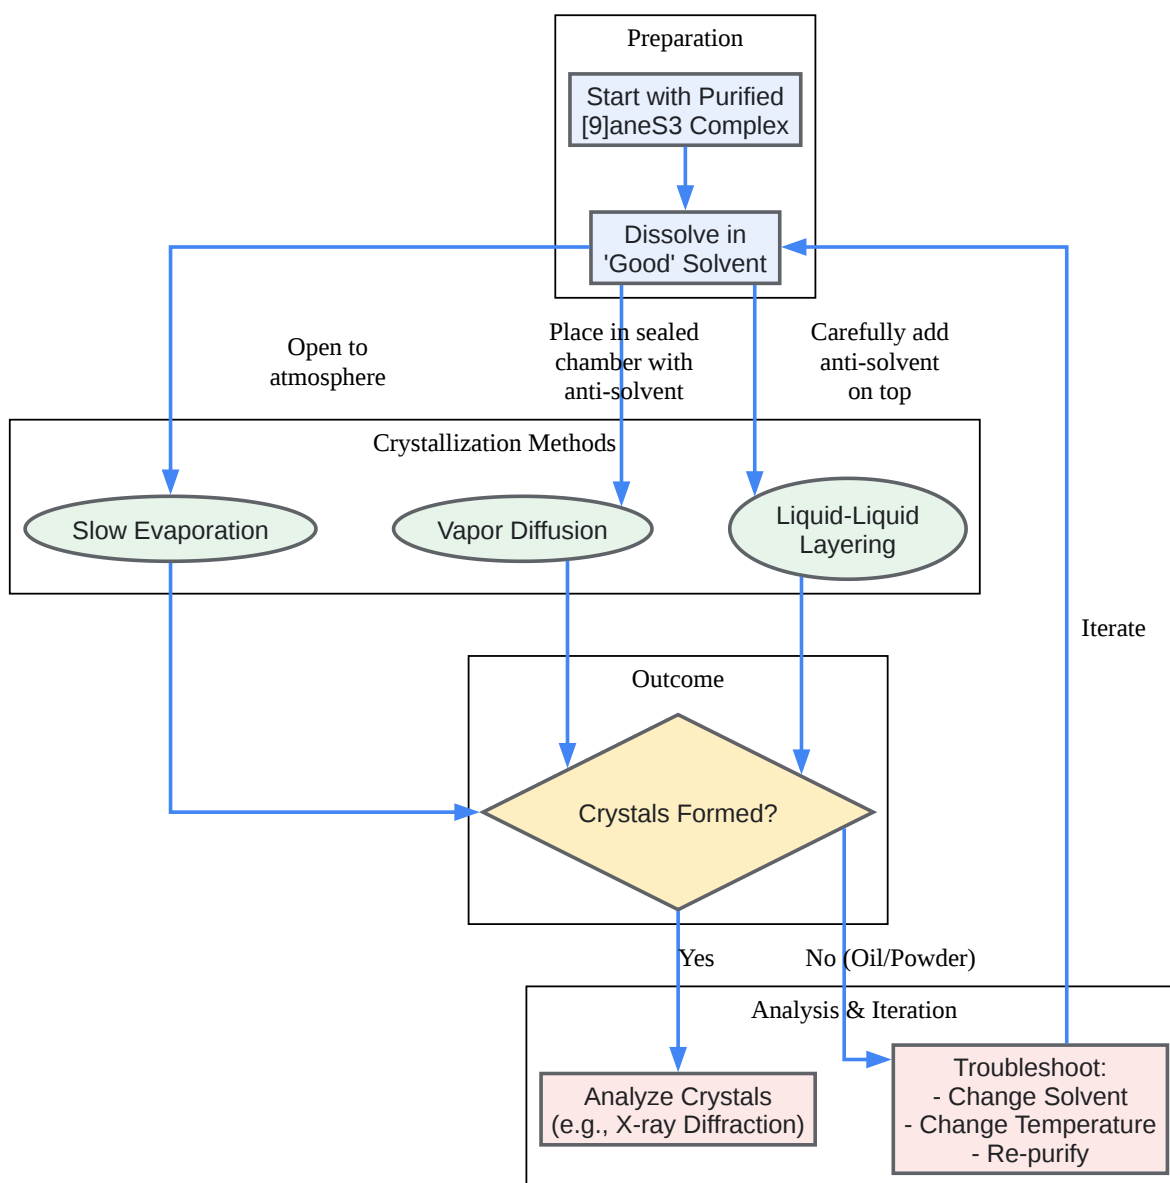 Preparation
Start with Purified
[9]aneS3 Complex
Dissolve in
'Good' Solvent
Open to
atmosphere
Place in sealed
chamber with
anti-solvent
Carefully add
anti-solvent
on top
Crystallization Methods
Slow Evaporation
Vapor Diffusion
Liquid-Liquid
Layering
Iterate
Outcome
Crystals Formed?
Yes
No (Oil/Powder)
Analysis & Iteration
Analyze Crystals
(e.g., X-ray Diffraction)
Troubleshoot:
- Change Solvent
- Change Temperature
- Re-purify